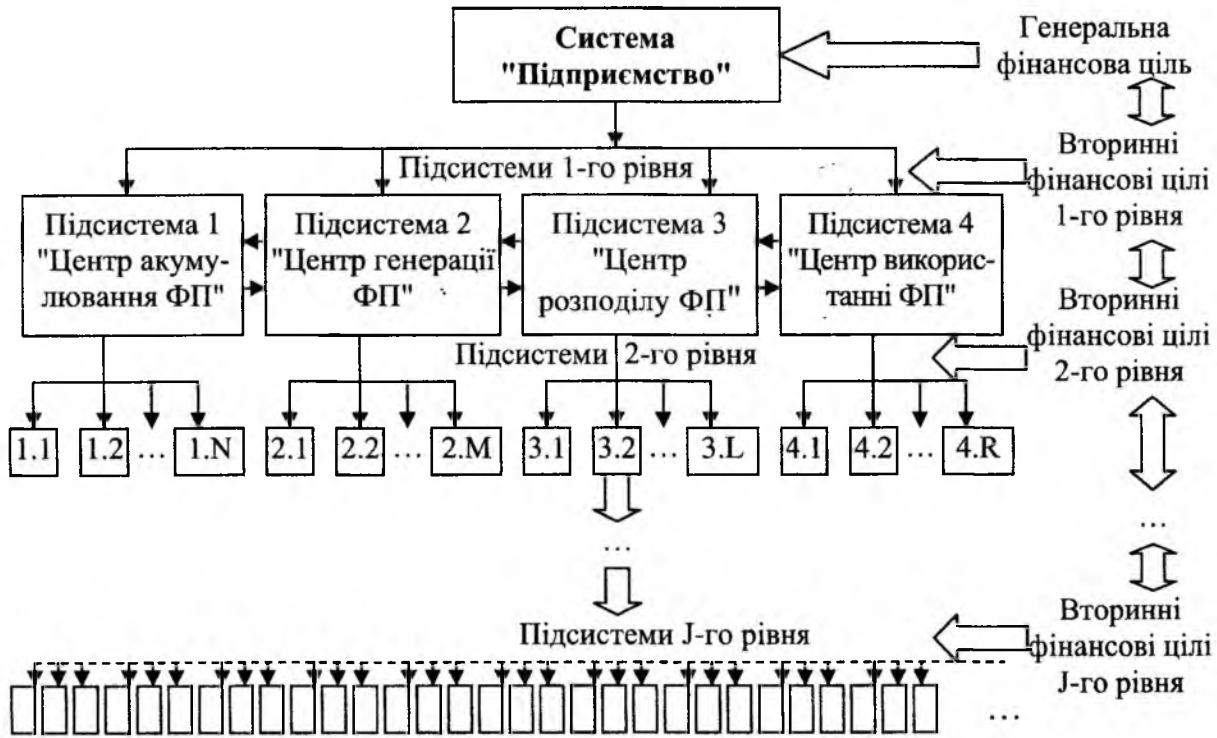 Система
"Підприємство"
Генеральна
фінансова ціль
Підсистеми 1-го рівня
Вторинні
фінансові цілі
1-го рівня
Підсистема 1
"Центр акуму-
лювання ФП"
Підсистема 2
"Центр генерації
ФП"
Підсистема 3
"Центр
розподілу ФП"
Підсистема 4
"Центр викорис-
танні ФП"
Підсистеми 2-го рівня
Вторинні
фінансові цілі
2-го рівня
1.1 1.2 … 1.N 2.1 2.2 … 2.M 3.1 3.2 … 3.L 4.1 4.2 … 4.R
…
…
Підсистеми J-го рівня
Вторинні
фінансові цілі
J-го рівня
…